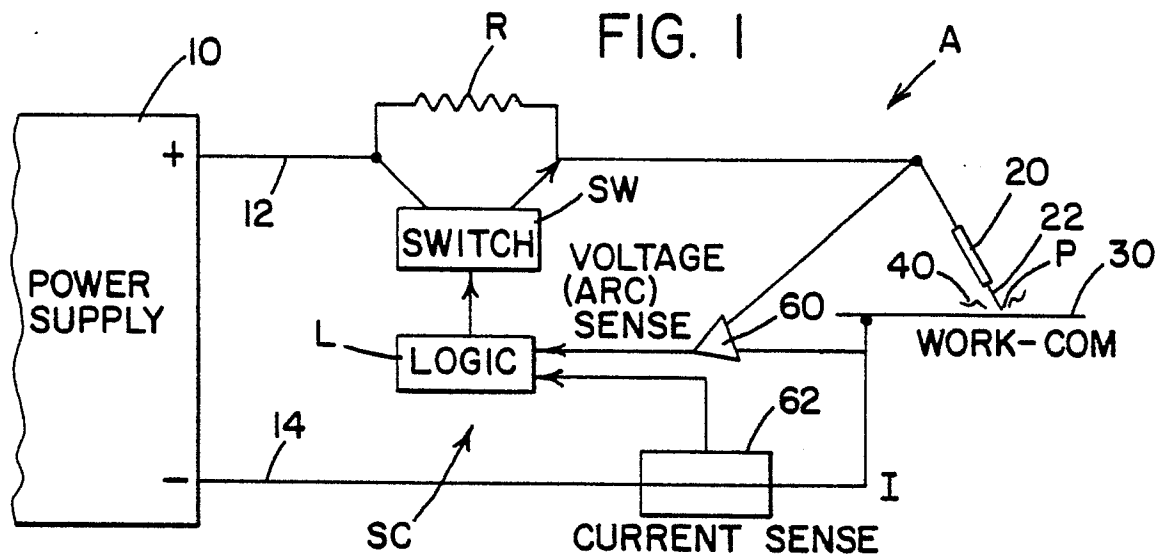 FIG. 1
R
A
10
+
12
SW
SWITCH
20
22
P
40
30
POWER
SUPPLY
VOLTAGE
(ARC)
SENSE
60
WORK-COM
L
LOGIC
62
14
-
I
SC
CURRENT SENSE